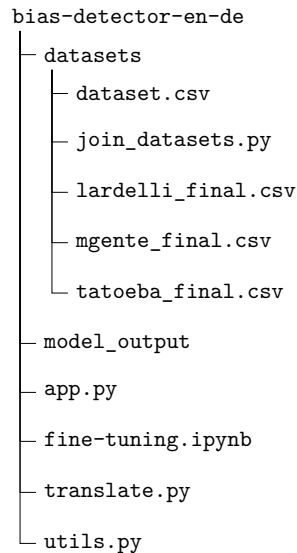 bias-detector-en-de
datasets
dataset.csv
join_datasets.py
lardelli_final.csv
mgente_final.csv
tatoeba_final.csv
model_output
app.py
fine-tuning.ipynb
translate.py
utils.py